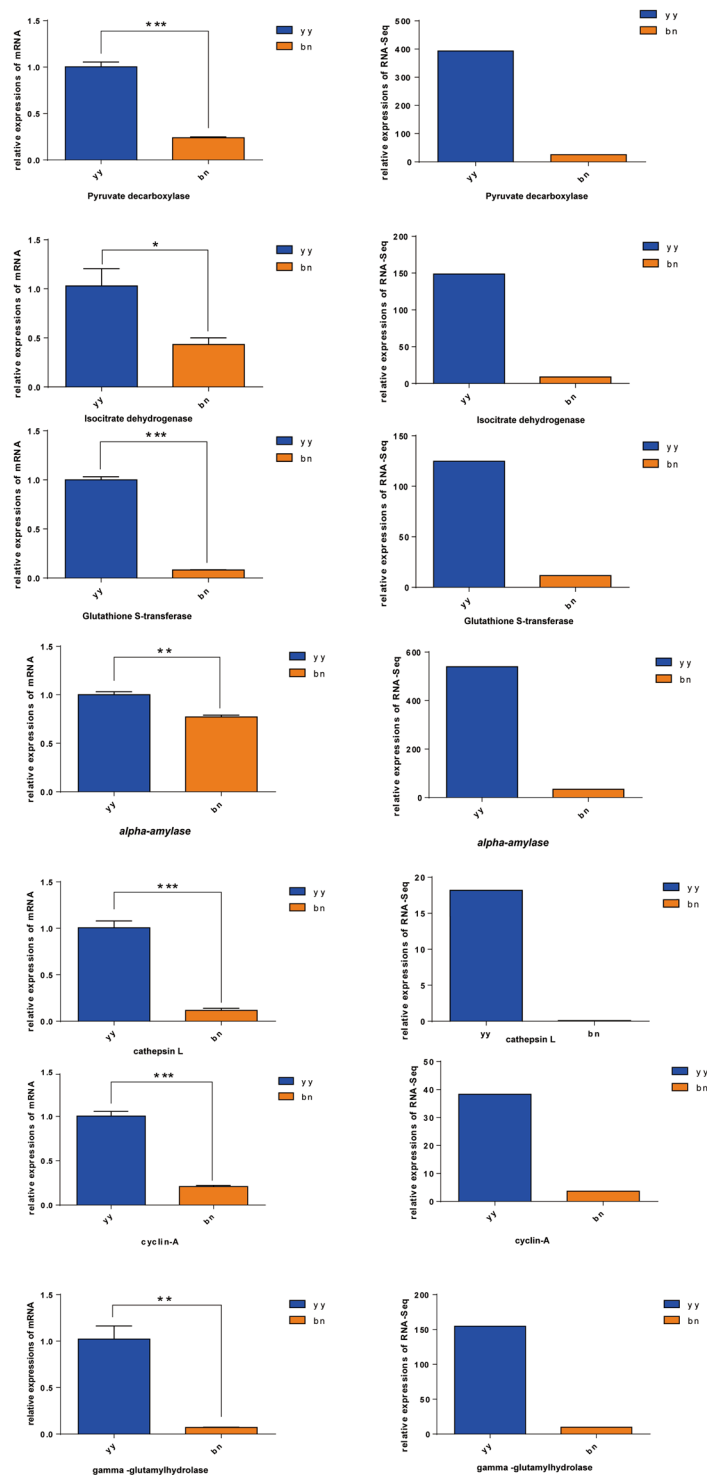 relative expressions of mRNA
1.5
1.0
0.5
0.0
***
yy
bn
yy
bn
Pyruvate decarboxylase
relative expressions of RNA-Seq
500
400
300
200
100
0
yy
bn
yy
bn
Pyruvate decarboxylase
relative expressions of mRNA
1.5
1.0
0.5
0.0
*
yy
bn
yy
bn
Isocitrate dehydrogenase
relative expressions of RNA-Seq
200
150
100
50
0
yy
bn
yy
bn
Isocitrate dehydrogenase
relative expressions of mRNA
1.5
1.0
0.5
0.0
***
yy
bn
yy
bn
Glutathione S-transferase
relative expressions of RNA-Seq
150
100
50
0
yy
bn
yy
bn
Glutathione S-transferase
relative expressions of mRNA
1.5
1.0
0.5
0.0
**
yy
bn
yy
bn
alpha-amylase
relative expressions of RNA-Seq
600
400
200
0
yy
bn
yy
bn
alpha-amylase
relative expressions of mRNA
1.5
1.0
0.5
0.0
***
yy
bn
yy
bn
cathepsin L
relative expressions of RNA-Seq
20
15
10
5
0
yy
bn
yy
bn
cathepsin L
relative expressions of mRNA
1.5
1.0
0.5
0.0
***
yy
bn
yy
bn
cyclin-A
relative expressions of RNA-Seq
50
40
30
20
10
0
yy
bn
yy
bn
cyclin-A
relative expressions of mRNA
1.5
1.0
0.5
0.0
**
yy
bn
yy
bn
gamma -glutamylhydrolase
relative expressions of RNA-Seq
200
150
100
50
0
yy
bn
yy
bn
gamma -glutamylhydrolase